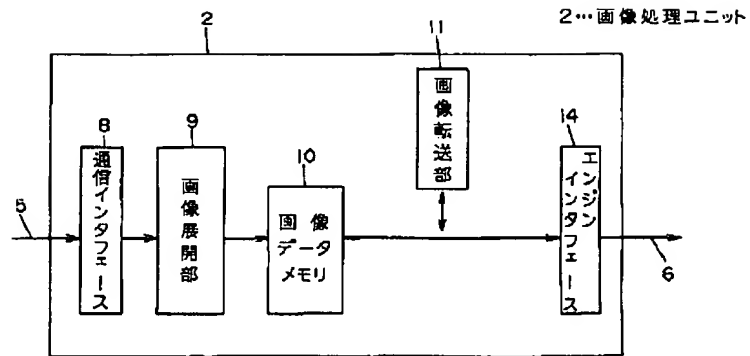 2…画像処理ユニット
2
11
画像転送部
8
通信インタフェース
9
画像展開部
10
画像
データ
メモリ
14
エンジン
インタフェース
5
6